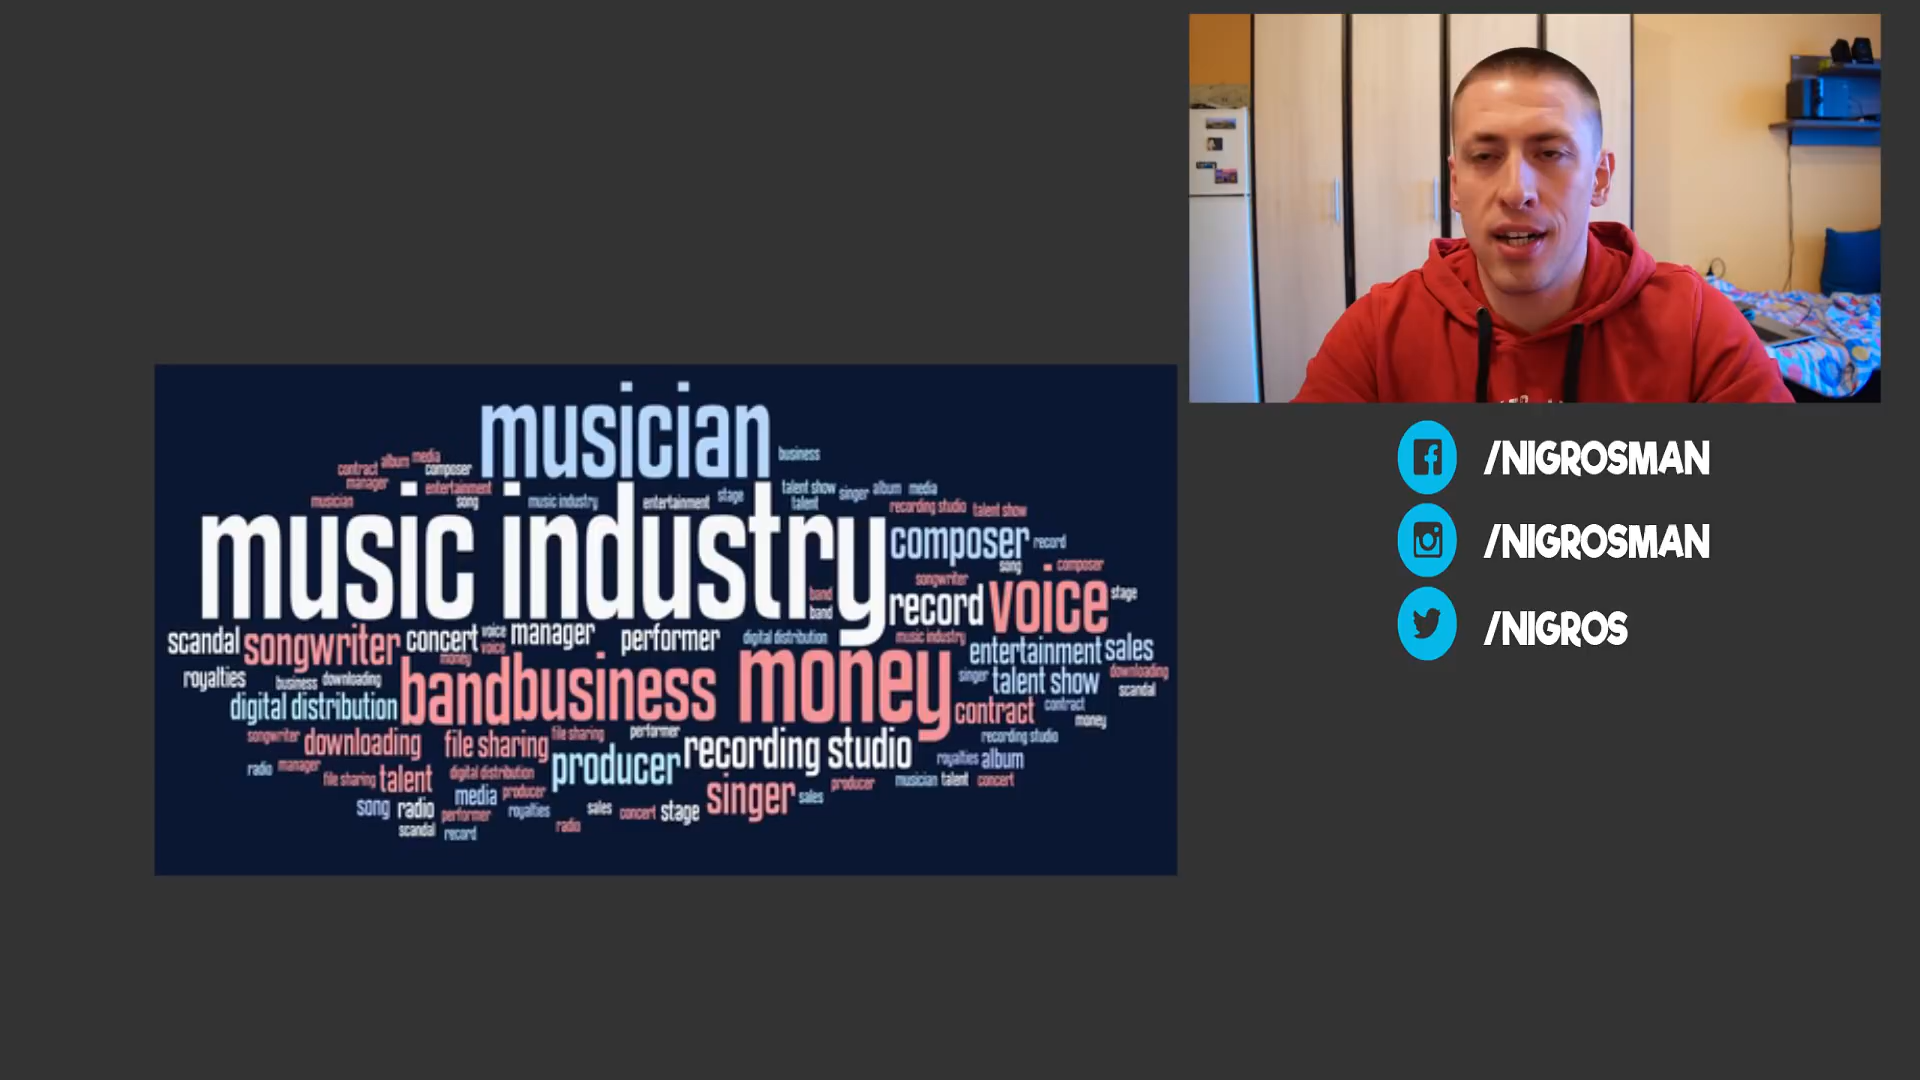 musician
business
contract album media
composer
manager
entertainment
musician
song
music industry
entertainment
stage
talent show
talent
singer
album
media
recording studio
talent show
music industry
composer
record
song
composer
songwriter
band
band
record
voice
stage
scandal
songwriter
concert
voice
voice
manager
performer
digital distribution
music industry
entertainment
sales
money
royalties
business
downloading
band
business
money
singer
talent show
downloading
scandal
digital distribution
contract
contract
money
songwriter
downloading
file sharing
file sharing
performer
recording studio
recording studio
radio
manager
file sharing
talent
digital distribution
producer
royalties
album
song
radio
media
producer
singer
sales
producer
musician
talent
concert
performer
royalties
sales
concert
stage
scandal
record
radio
/NIGROSMAN
/NIGROSMAN
/NIGROS